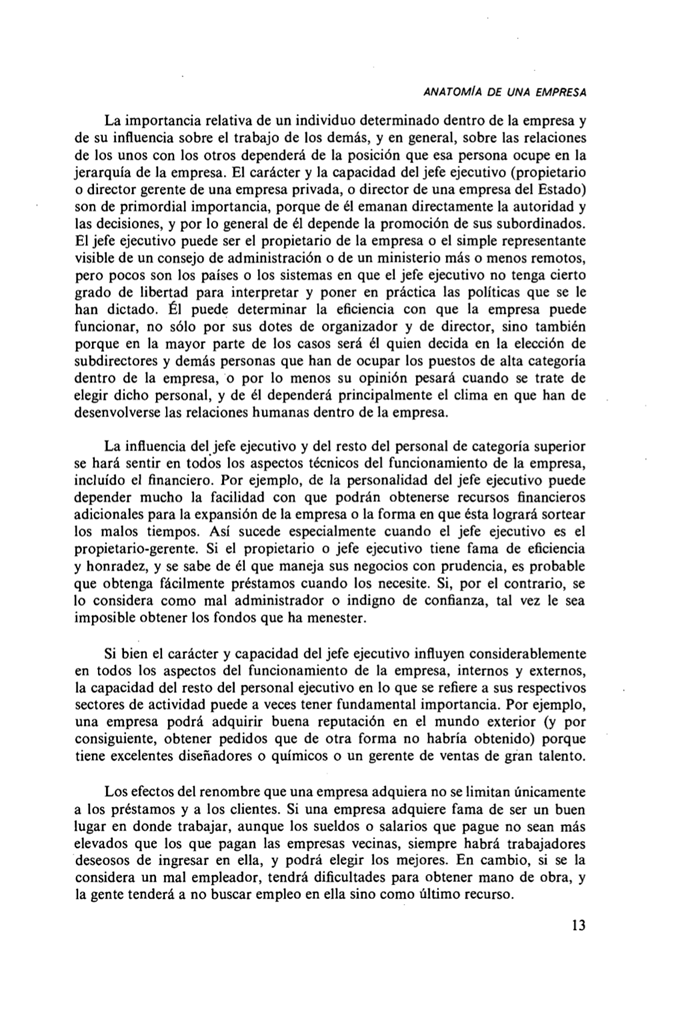 ANATOMÍA DE UNA EMPRESA
La importancia relativa de un individuo determinado dentro de la empresa y
de su influencia sobre el trabajo de los demás, y en general, sobre las relaciones
de los unos con los otros dependerá de la posición que esa persona ocupe en la
jerarquía de la empresa. El carácter y la capacidad del jefe ejecutivo (propietario
o director gerente de una empresa privada, o director de una empresa del Estado)
son de primordial importancia, porque de él emanan directamente la autoridad y
las decisiones, y por lo general de él depende la promoción de sus subordinados.
El jefe ejecutivo puede ser el propietario de la empresa o el simple representante
visible de un consejo de administración o de un ministerio más o menos remotos,
pero pocos son los países o los sistemas en que el jefe ejecutivo no tenga cierto
grado de libertad para interpretar y poner en práctica las políticas que se le
han dictado. Él puede determinar la eficiencia con que la empresa puede
funcionar, no sólo por sus dotes de organizador y de director, sino también
porque en la mayor parte de los casos será él quien decida en la elección de
subdirectores y demás personas que han de ocupar los puestos de alta categoría
dentro de la empresa, o por lo menos su opinión pesará cuando se trate de
elegir dicho personal, y de él dependerá principalmente el clima en que han de
desenvolverse las relaciones humanas dentro de la empresa.
La influencia del jefe ejecutivo y del resto del personal de categoría superior
se hará sentir en todos los aspectos técnicos del funcionamiento de la empresa,
incluído el financiero. Por ejemplo, de la personalidad del jefe ejecutivo puede
depender mucho la facilidad con que podrán obtenerse recursos financieros
adicionales para la expansión de la empresa o la forma en que ésta logrará sortear
los malos tiempos. Así sucede especialmente cuando el jefe ejecutivo es el
propietario-gerente. Si el propietario o jefe ejecutivo tiene fama de eficiencia
y honradez, y se sabe de él que maneja sus negocios con prudencia, es probable
que obtenga fácilmente préstamos cuando los necesite. Si, por el contrario, se
lo considera como mal administrador o indigno de confianza, tal vez le sea
imposible obtener los fondos que ha menester.
Si bien el carácter y capacidad del jefe ejecutivo influyen considerablemente
en todos los aspectos del funcionamiento de la empresa, internos y externos,
la capacidad del resto del personal ejecutivo en lo que se refiere a sus respectivos
sectores de actividad puede a veces tener fundamental importancia. Por ejemplo,
una empresa podrá adquirir buena reputación en el mundo exterior (y por
consiguiente, obtener pedidos que de otra forma no habría obtenido) porque
tiene excelentes diseñadores o químicos o un gerente de ventas de gran talento.
Los efectos del renombre que una empresa adquiera no se limitan únicamente
a los préstamos y a los clientes. Si una empresa adquiere fama de ser un buen
lugar en donde trabajar, aunque los sueldos o salarios que pague no sean más
elevados que los que pagan las empresas vecinas, siempre habrá trabajadores
deseosos de ingresar en ella, y podrá elegir los mejores. En cambio, si se la
considera un mal empleador, tendrá dificultades para obtener mano de obra, y
la gente tenderá a no buscar empleo en ella sino como último recurso.
13